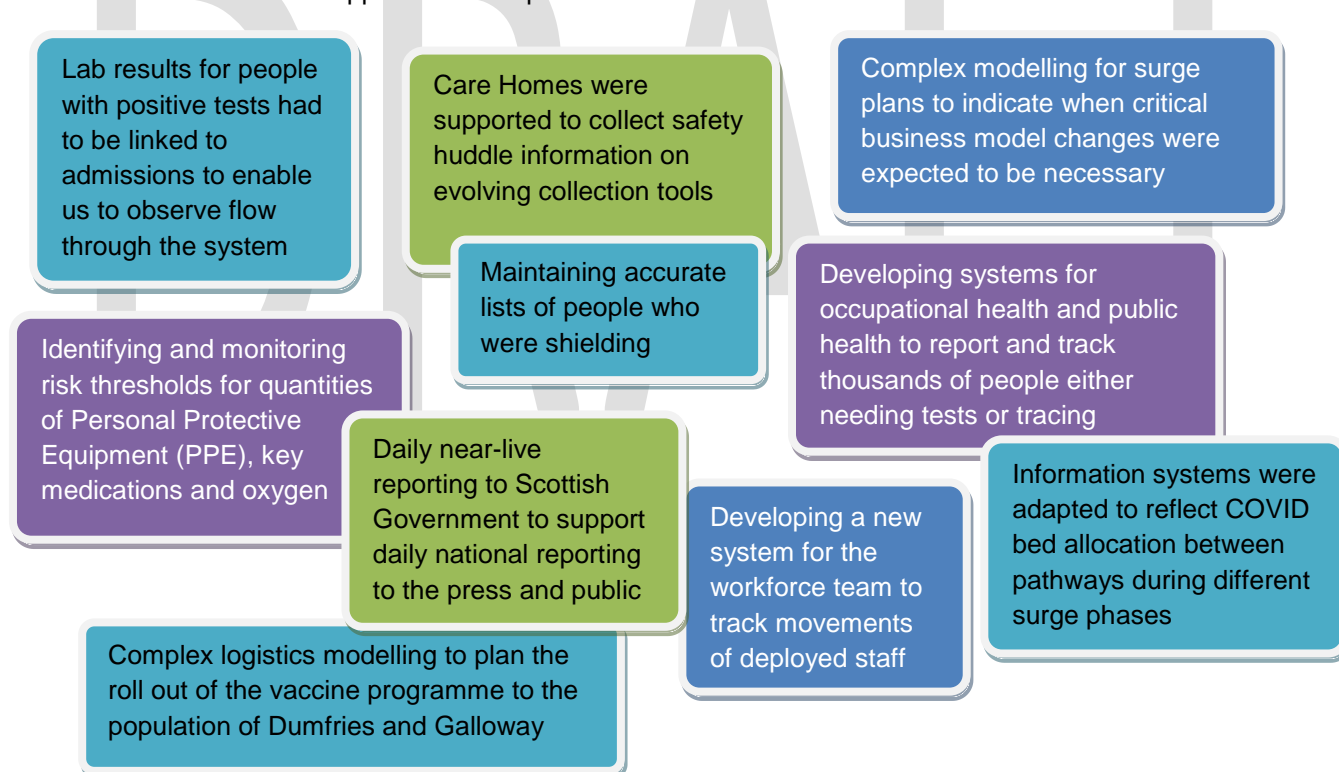 Lab results for people
with positive tests had
to be linked to
admissions to enable
us to observe flow
through the system
Care Homes were
supported to collect safety
huddle information on
evolving collection tools
Complex modelling for surge
plans to indicate when critical
business model changes were
expected to be necessary
Maintaining accurate
lists of people who
were shielding
Developing systems for
occupational health and public
health to report and track
thousands of people either
needing tests or tracing
Identifying and monitoring
risk thresholds for quantities
of Personal Protective
Equipment (PPE), key
medications and oxygen
Daily near-live
reporting to Scottish
Government to support
daily national reporting
to the press and public
Developing a new
system for the
workforce team to
track movements
of deployed staff
Information systems were
adapted to reflect COVID
bed allocation between
pathways during different
surge phases
Complex logistics modelling to plan the
roll out of the vaccine programme to the
population of Dumfries and Galloway